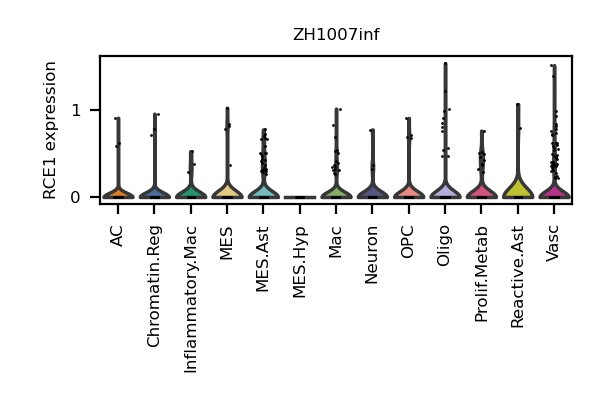 ZH1007inf
RCE1 expression
1
0
AC
Chromatin.Reg
Inflammatory.Mac
MES
MES.Ast
MES.Hyp
Mac
Neuron
OPC
Oligo
Prolif.Metab
Reactive.Ast
Vasc